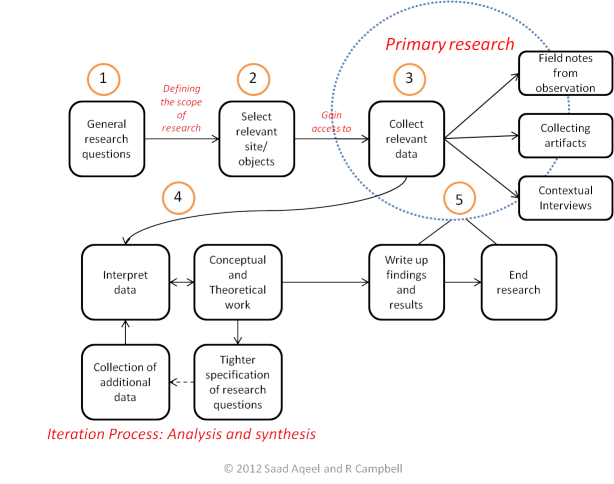 Primary research
1
2
3
Defining
the scope
of
research
Gain
access to
General
research
questions
Select
relevant
site/
objects
Collect
relevant
data
Field notes
from
observation
Collecting
artifacts
Contextual
Interviews
4
5
Interpret
data
Conceptual
and
Theoretical
work
Write up
findings
and
results
End
research
Collection of
additional
data
Tighter
specification
of research
questions
Iteration Process: Analysis and synthesis
© 2012 Saad Aqeel and R Campbell